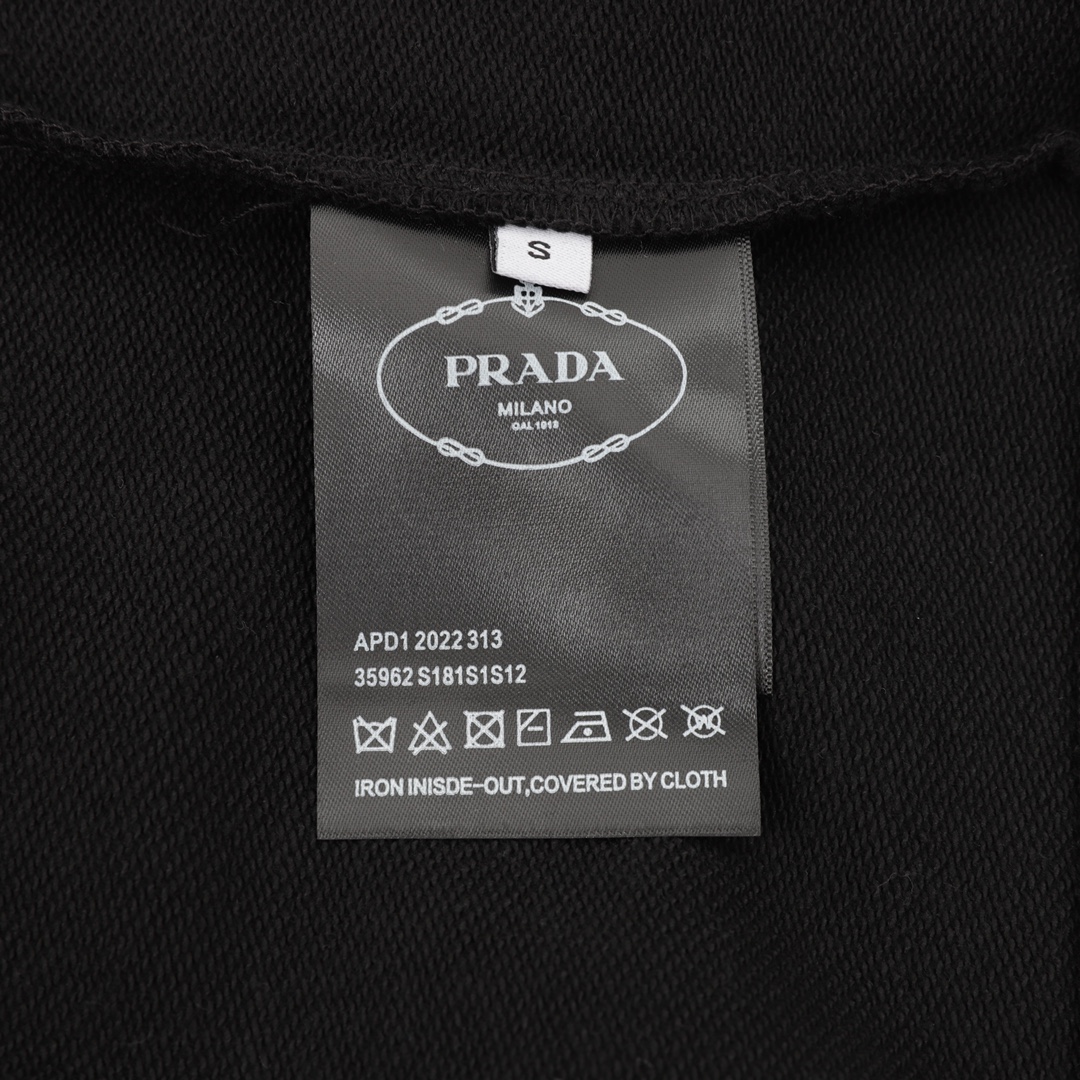 S
PRADA
MILANO
DAL 1913
APD1 2022 313
35962 S181S1S12
W
IRON INISDE-OUT,COVERED BY CLOTH